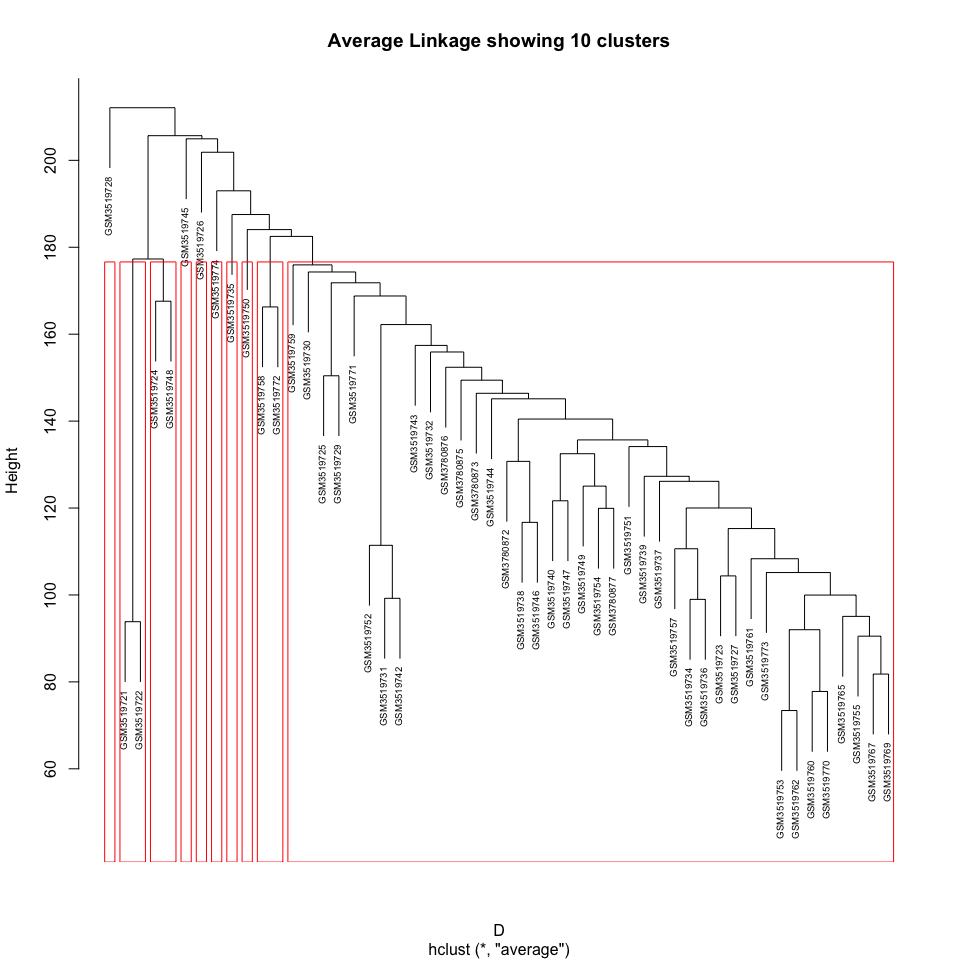 Average Linkage showing 10 clusters
Height
200
180
160
140
120
100
80
60
GSM3519728
GSM3519721
GSM3519722
GSM3519724
GSM3519748
GSM3519745
GSM3519726
GSM3519774
GSM3519735
GSM3519750
GSM3519758
GSM3519772
GSM3519759
GSM3519730
GSM3519725
GSM3519729
GSM3519771
GSM3519752
GSM3519731
GSM3519742
GSM3519743
GSM3519732
GSM3780876
GSM3780875
GSM3780873
GSM3519744
GSM3780872
GSM3519738
GSM3519746
GSM3519740
GSM3519747
GSM3519749
GSM3519754
GSM3780877
GSM3519751
GSM3519739
GSM3519737
GSM3519757
GSM3519734
GSM3519736
GSM3519723
GSM3519727
GSM3519761
GSM3519773
GSM3519753
GSM3519762
GSM3519760
GSM3519770
GSM3519765
GSM3519755
GSM3519767
GSM3519769
D
hclust (*, "average")